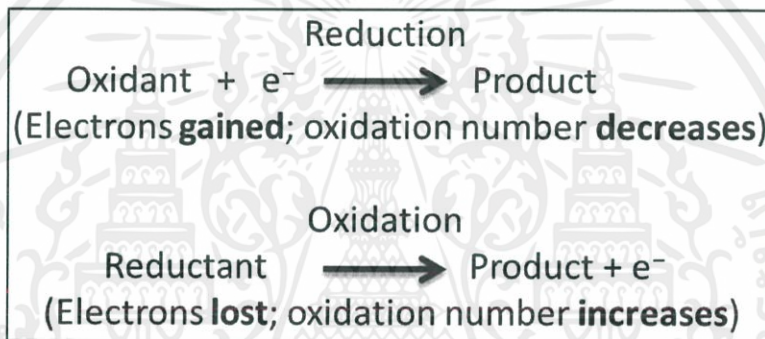 Reduction
Oxidant + e⁻ ⟶ Product
(Electrons gained; oxidation number decreases)
Oxidation
Reductant ⟶ Product + e⁻
(Electrons lost; oxidation number increases)